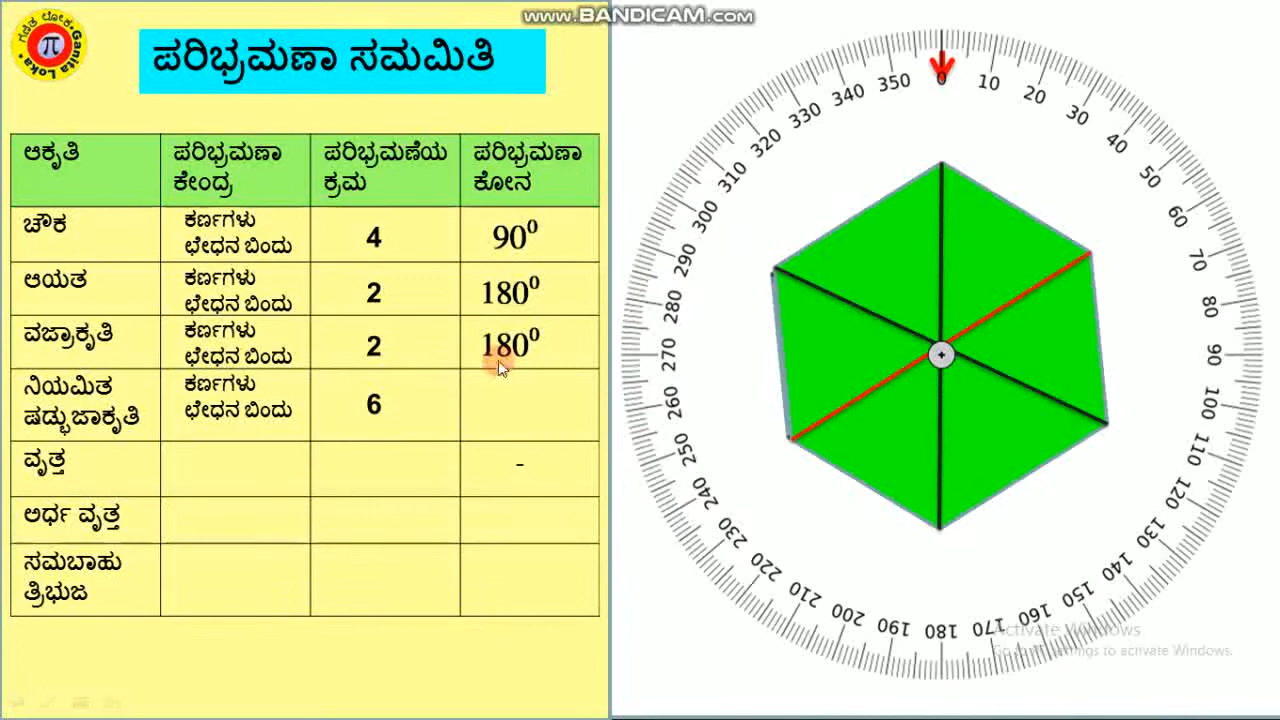 www.BANDICAM.com
ಗಣಿತ ಲೋಕ • Ganita Loka •
π
ಪರಿಭ್ರಮಣಾ ಸಮಮಿತಿ
ಆಕೃತಿ
ಪರಿಭ್ರಮಣಾ
ಕೇಂದ್ರ
ಪರಿಭ್ರಮಣೆಯ
ಕ್ರಮ
ಪರಿಭ್ರಮಣಾ
ಕೋನ
ಚೌಕ
ಕರ್ಣಗಳು
ಛೇಧನ ಬಿಂದು
4
90⁰
ಆಯತ
ಕರ್ಣಗಳು
ಛೇಧನ ಬಿಂದು
2
180⁰
ವಜ್ರಾಕೃತಿ
ಕರ್ಣಗಳು
ಛೇಧನ ಬಿಂದು
2
180⁰
ನಿಯಮಿತ
ಷಡ್ಭುಜಾಕೃತಿ
ಕರ್ಣಗಳು
ಛೇಧನ ಬಿಂದು
6
ವೃತ್ತ
-
ಅರ್ಧ ವೃತ್ತ
ಸಮಬಾಹು
ತ್ರಿಭುಜ
0
10
20
30
40
50
60
70
80
90
100
110
120
130
140
150
160
170
180
190
200
210
220
230
240
250
260
270
280
290
300
310
320
330
340
350
Activate Windows
Go to PC settings to activate Windows.